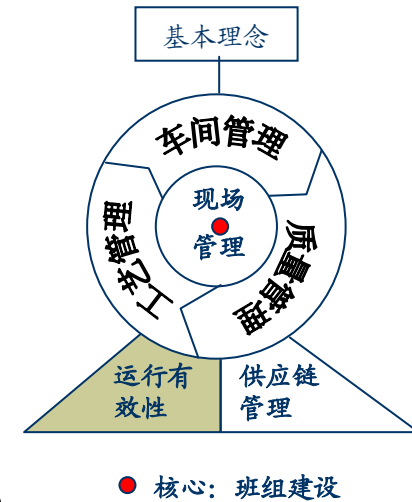 基本理念
车间管理
现场
管理
工艺管理
质量管理
运行有
效性
供应链
管理
核心：班组建设